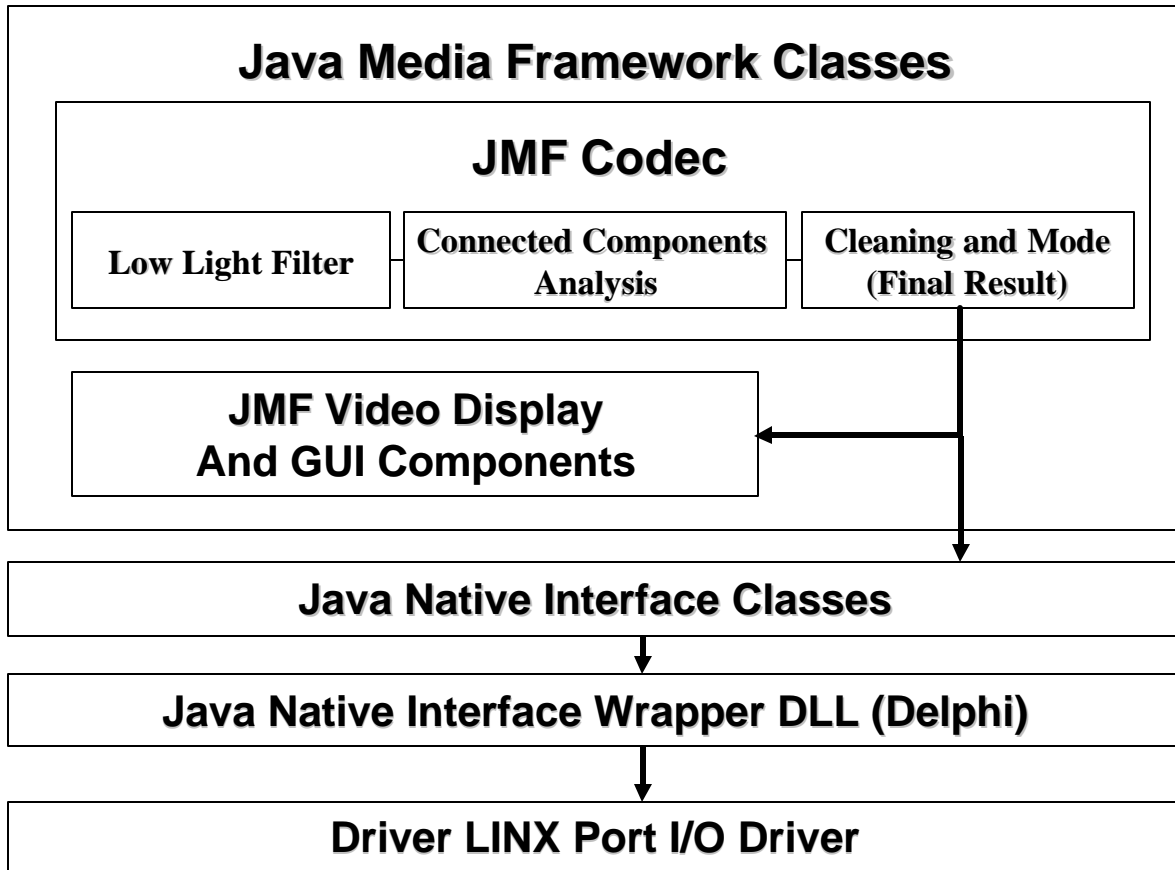 Java Media Framework Classes
JMF Codec
Low Light Filter
Connected Components
Analysis
Cleaning and Mode
(Final Result)
JMF Video Display
And GUI Components
Java Native Interface Classes
Java Native Interface Wrapper DLL (Delphi)
Driver LINX Port I/O Driver